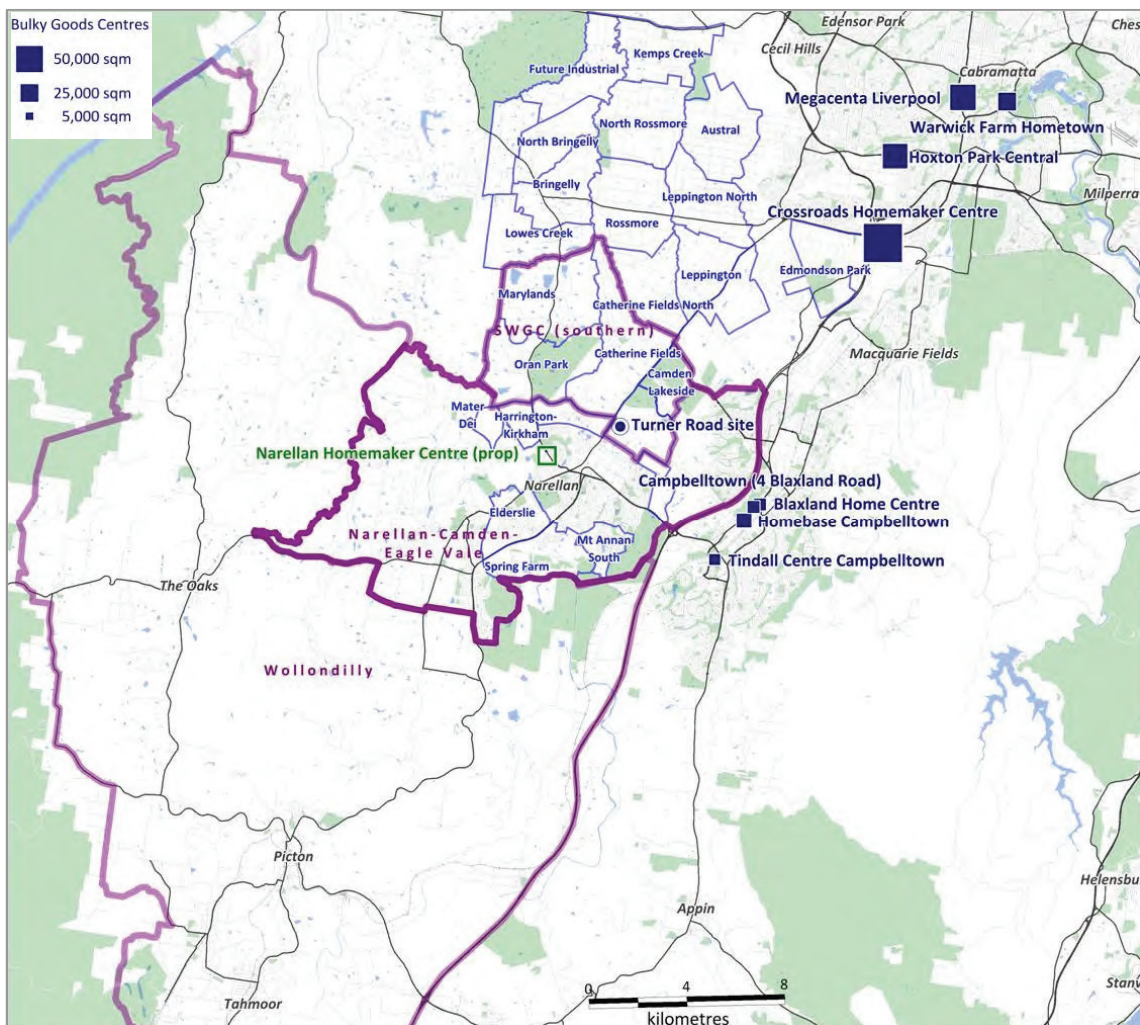 Bulky Goods Centres
50,000 sqm
25,000 sqm
5,000 sqm
Edensor Park
Ches
Cecil Hills
Kemps Creek
Future Industrial
Cabramatta
Megacenta Liverpool
Warwick Farm Hometown
North Rossmore
Austral
North Bringelly
Hoxton Park Central
Bringelly
Milperra
Leppington North
Crossroads Homemaker Centre
Rossmore
Lowes Creek
Leppington
Edmondson Park
Marylands
Catherine Fields North
SWGC (southern)
Catherine Fields
Macquarie Fields
Oran Park
Camden
Lakeside
Mater
Dei
Harrington-
Kirkham
Turner Road site
Narellan Homemaker Centre (prop)
Narellan
Campbelltown (4 Blaxland Road)
Blaxland Home Centre
Homebase Campbelltown
Elderslie
Narellan-Camden-
Eagle Vale
Mt Annan
South
Spring Farm
Tindall Centre Campbelltown
The Oaks
Wollondilly
Picton
Helensbu
Appin
Stanw
Tahmoor
0 4 8
kilometres